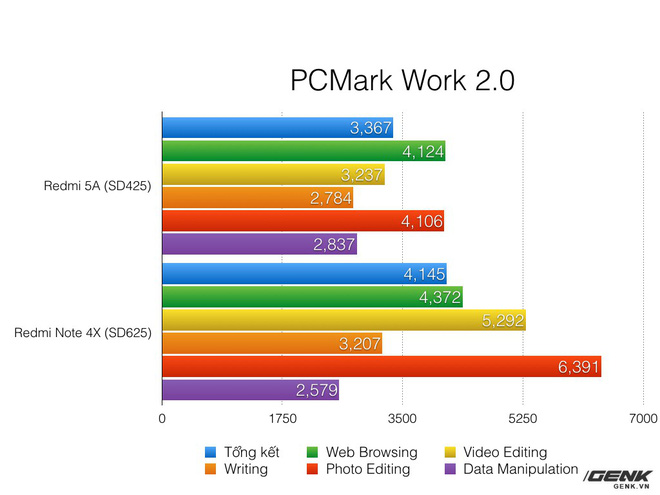 PCMark Work 2.0
Redmi 5A (SD425)
3,367
4,124
3,237
2,784
4,106
2,837
Redmi Note 4X (SD625)
4,145
4,372
5,292
3,207
6,391
2,579
0 1750 3500 5250 7000
Tổng kết Web Browsing Video Editing
Writing Photo Editing Data Manipulation
GENK
GENK.VN